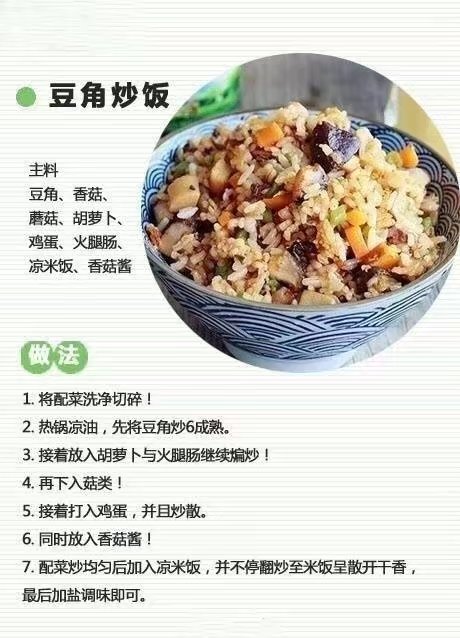 豆角炒饭
主料
豆角、香菇、
蘑菇、胡萝卜、
鸡蛋、火腿肠、
凉米饭、香菇酱
做法
1. 将配菜洗净切碎！
2. 热锅凉油，先将豆角炒6成熟。
3. 接着放入胡萝卜与火腿肠继续煸炒！
4. 再下入菇类！
5. 接着打入鸡蛋，并且炒散。
6. 同时放入香菇酱！
7. 配菜炒均匀后加入凉米饭，并不停翻炒至米饭呈散开干香，
最后加盐调味即可。